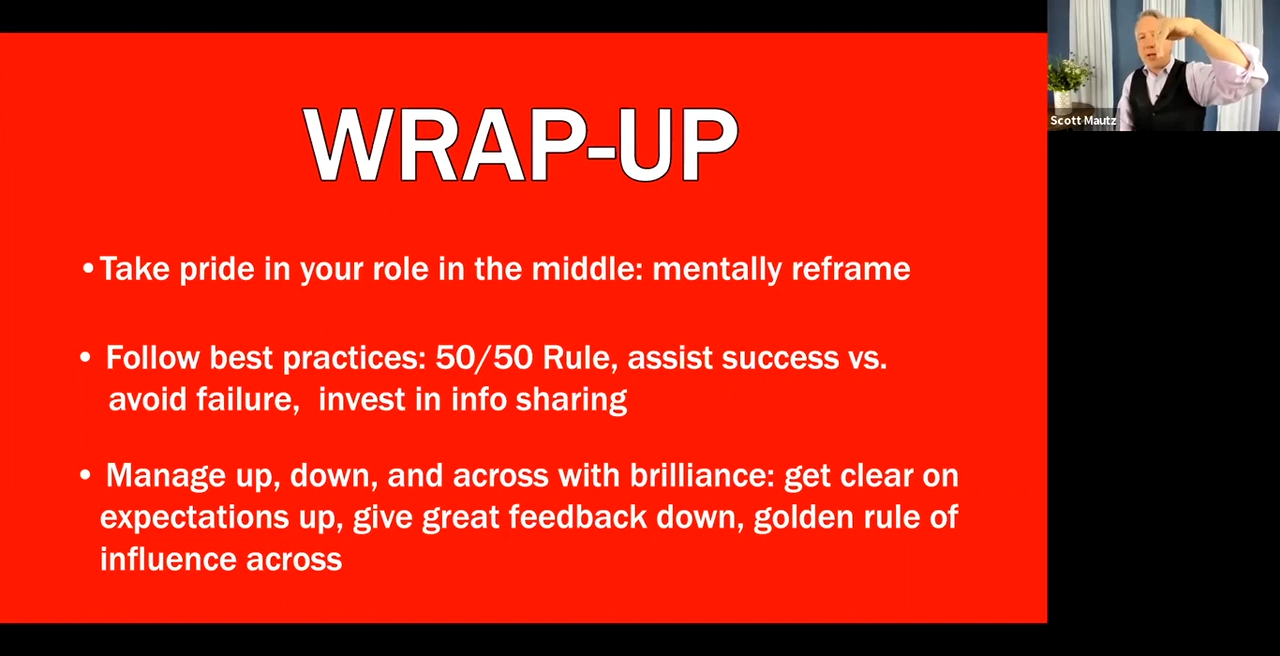 WRAP-UP
•Take pride in your role in the middle: mentally reframe
• Follow best practices: 50/50 Rule, assist success vs.
avoid failure, invest in info sharing
• Manage up, down, and across with brilliance: get clear on
expectations up, give great feedback down, golden rule of
influence across
Scott Mautz